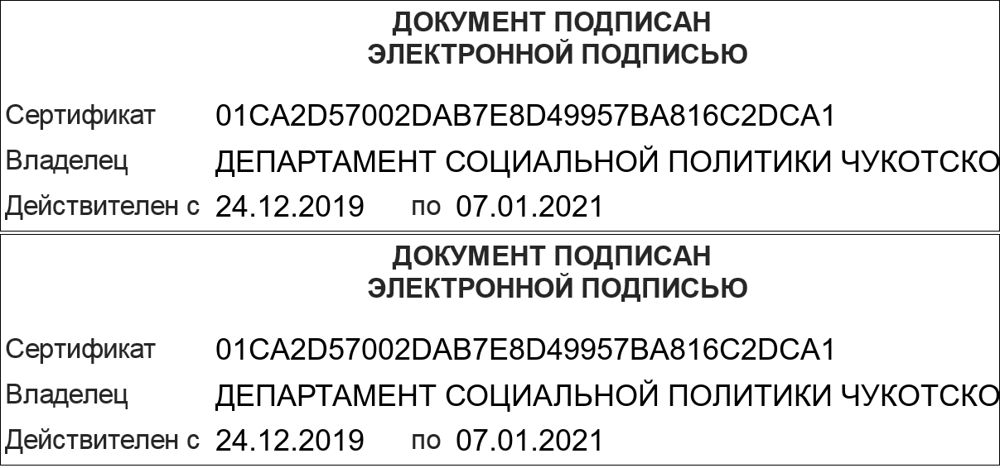 ДОКУМЕНТ ПОДПИСАН
ЭЛЕКТРОННОЙ ПОДПИСЬЮ
Сертификат 01CA2D57002DAB7E8D49957BA816C2DCA1
Владелец ДЕПАРТАМЕНТ СОЦИАЛЬНОЙ ПОЛИТИКИ ЧУКОТСКО
Действителен с 24.12.2019 по 07.01.2021
ДОКУМЕНТ ПОДПИСАН
ЭЛЕКТРОННОЙ ПОДПИСЬЮ
Сертификат 01CA2D57002DAB7E8D49957BA816C2DCA1
Владелец ДЕПАРТАМЕНТ СОЦИАЛЬНОЙ ПОЛИТИКИ ЧУКОТСКО
Действителен с 24.12.2019 по 07.01.2021